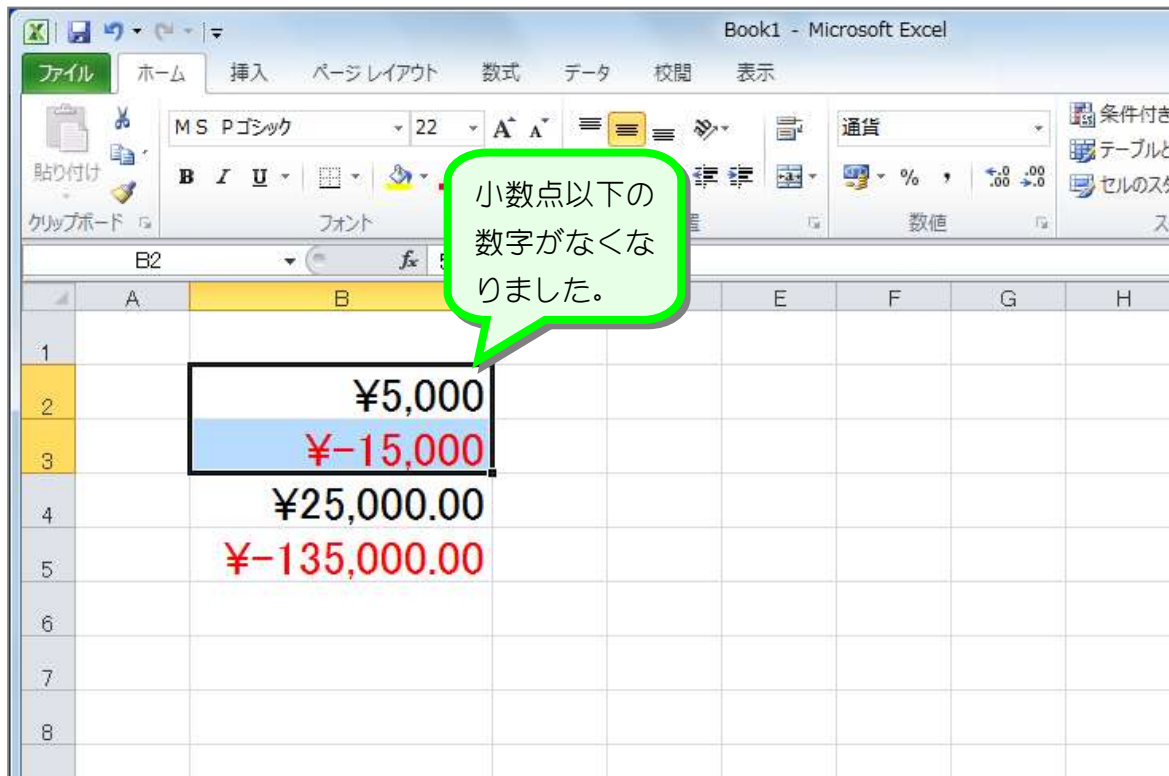 Book1 - Microsoft Excel
ファイル ホーム 挿入 ページ レイアウト 数式 データ 校閲 表示
貼り付け
クリップボード
ＭＳ Ｐゴシック 22 A A
B I U
フォント
通貨
% , .0 .00 .00 .0
数値
条件付き
テーブルと
セルのスタ
ス
小数点以下の
数字がなくな
りました。
B2 fx
A B E F G H
1
2 ¥5,000
3 ¥-15,000
4 ¥25,000.00
5 ¥-135,000.00
6
7
8